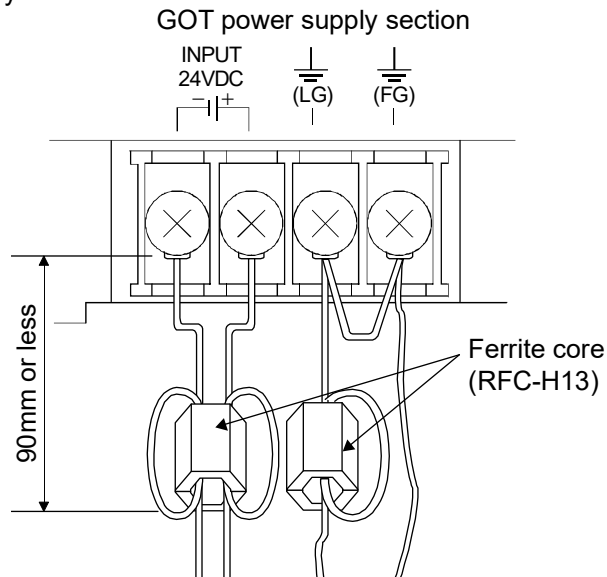 y
GOT power supply section
INPUT
24VDC
− +
(LG)
(FG)
90mm or less
Ferrite core
(RFC-H13)